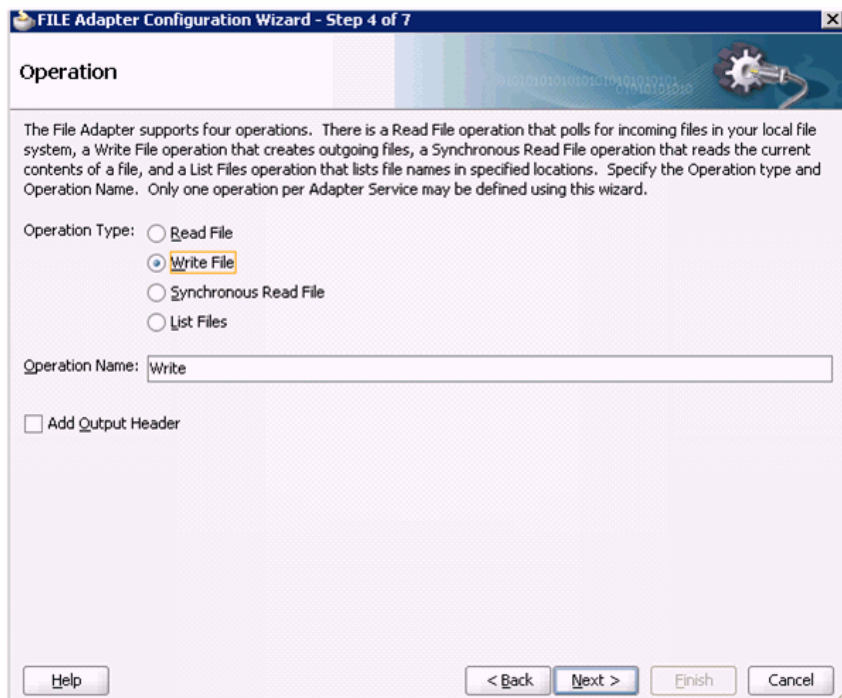 FILE Adapter Configuration Wizard - Step 4 of 7
Operation
The File Adapter supports four operations. There is a Read File operation that polls for incoming files in your local file
system, a Write File operation that creates outgoing files, a Synchronous Read File operation that reads the current
contents of a file, and a List Files operation that lists file names in specified locations. Specify the Operation type and
Operation Name. Only one operation per Adapter Service may be defined using this wizard.
Operation Type: Read File
Write File
Synchronous Read File
List Files
Operation Name: Write
Add Output Header
Help < Back Next > Finish Cancel